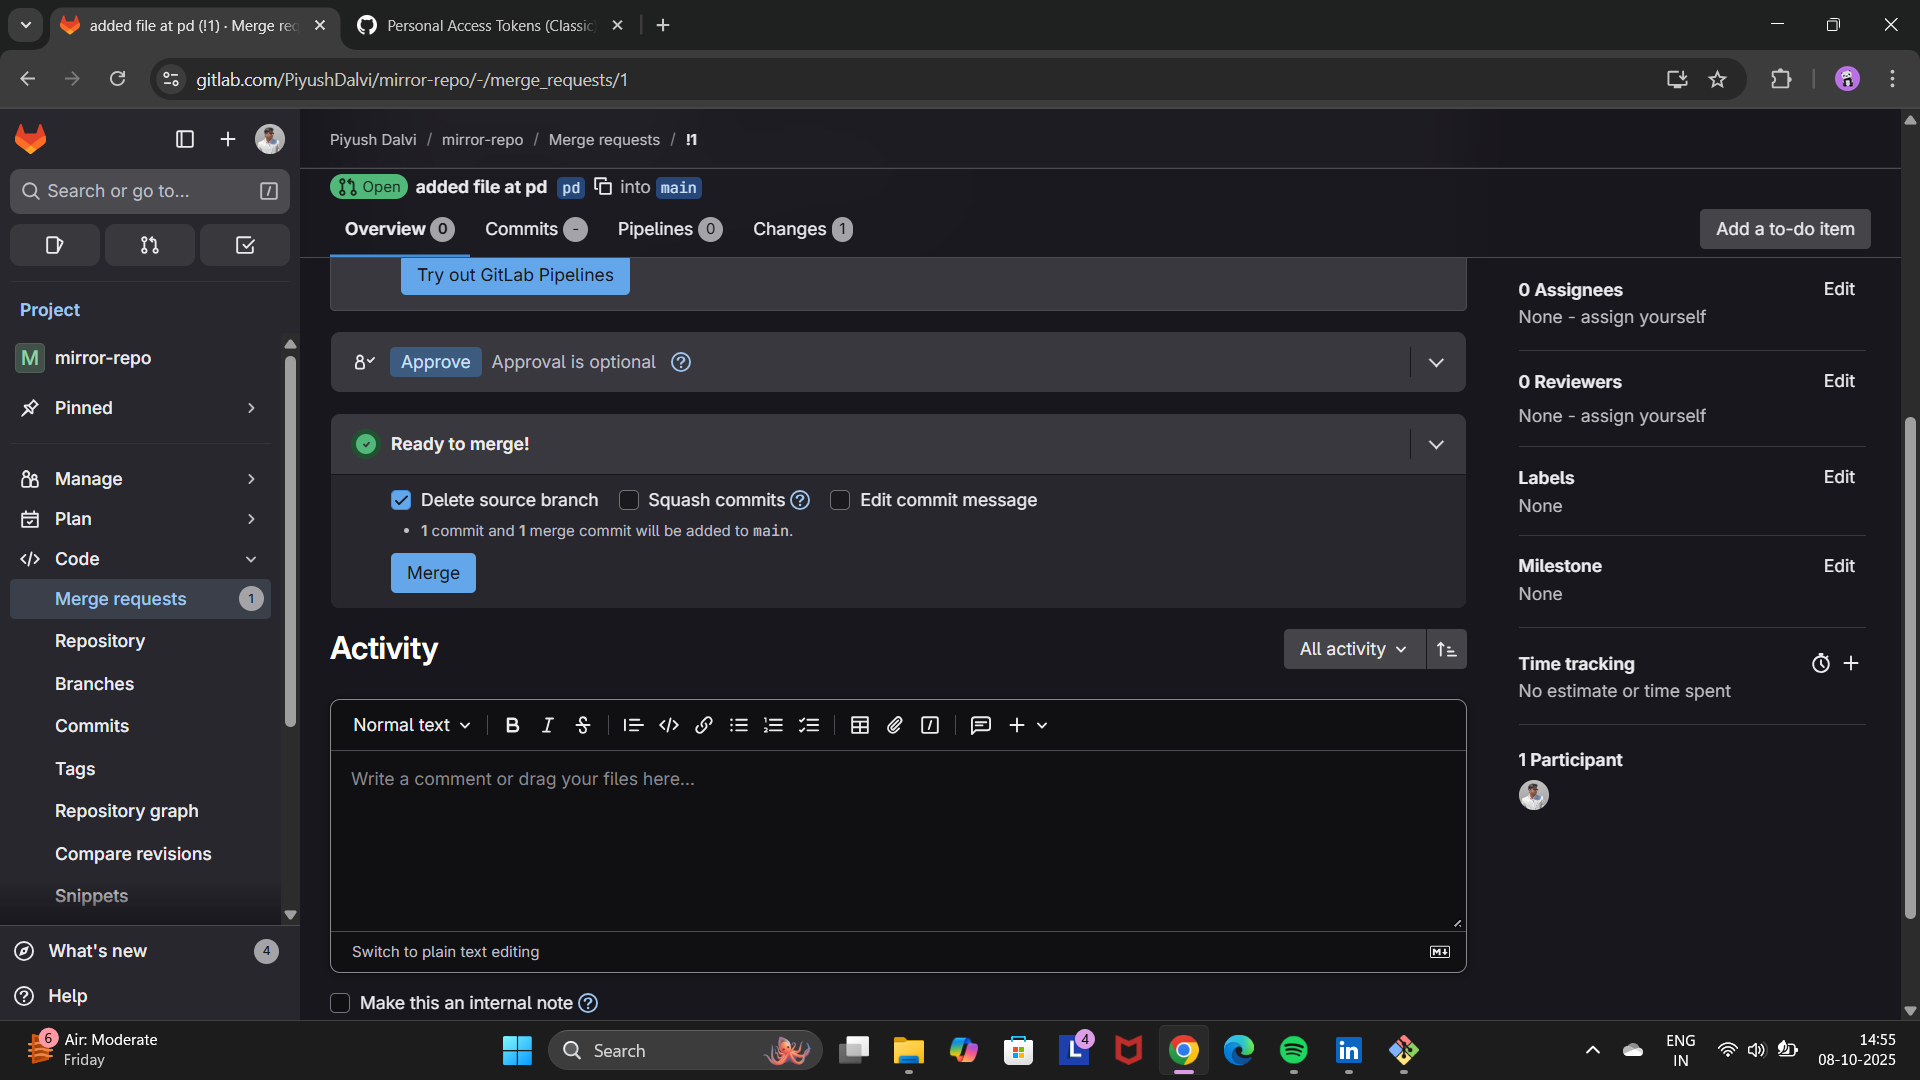 added file at pd (!1) · Merge req
Personal Access Tokens (Classic)
gitlab.com/PiyushDalvi/mirror-repo/-/merge_requests/1
Search or go to...
/
Project
M mirror-repo
Pinned
Manage
Plan
Code
Merge requests 1
Repository
Branches
Commits
Tags
Repository graph
Compare revisions
Snippets
What's new 4
Help
Piyush Dalvi / mirror-repo / Merge requests / !1
Open added file at pd pd into main
Overview 0 Commits - Pipelines 0 Changes 1
Add a to-do item
Try out GitLab Pipelines
Approve Approval is optional
Ready to merge!
Delete source branch Squash commits Edit commit message
• 1 commit and 1 merge commit will be added to main.
Merge
Activity
All activity
Normal text
Write a comment or drag your files here...
Switch to plain text editing
Make this an internal note
0 Assignees Edit
None - assign yourself
0 Reviewers Edit
None - assign yourself
Labels Edit
None
Milestone Edit
None
Time tracking
No estimate or time spent
1 Participant
6
Air: Moderate
Friday
Search
L 4
in
ENG
IN
14:55
08-10-2025